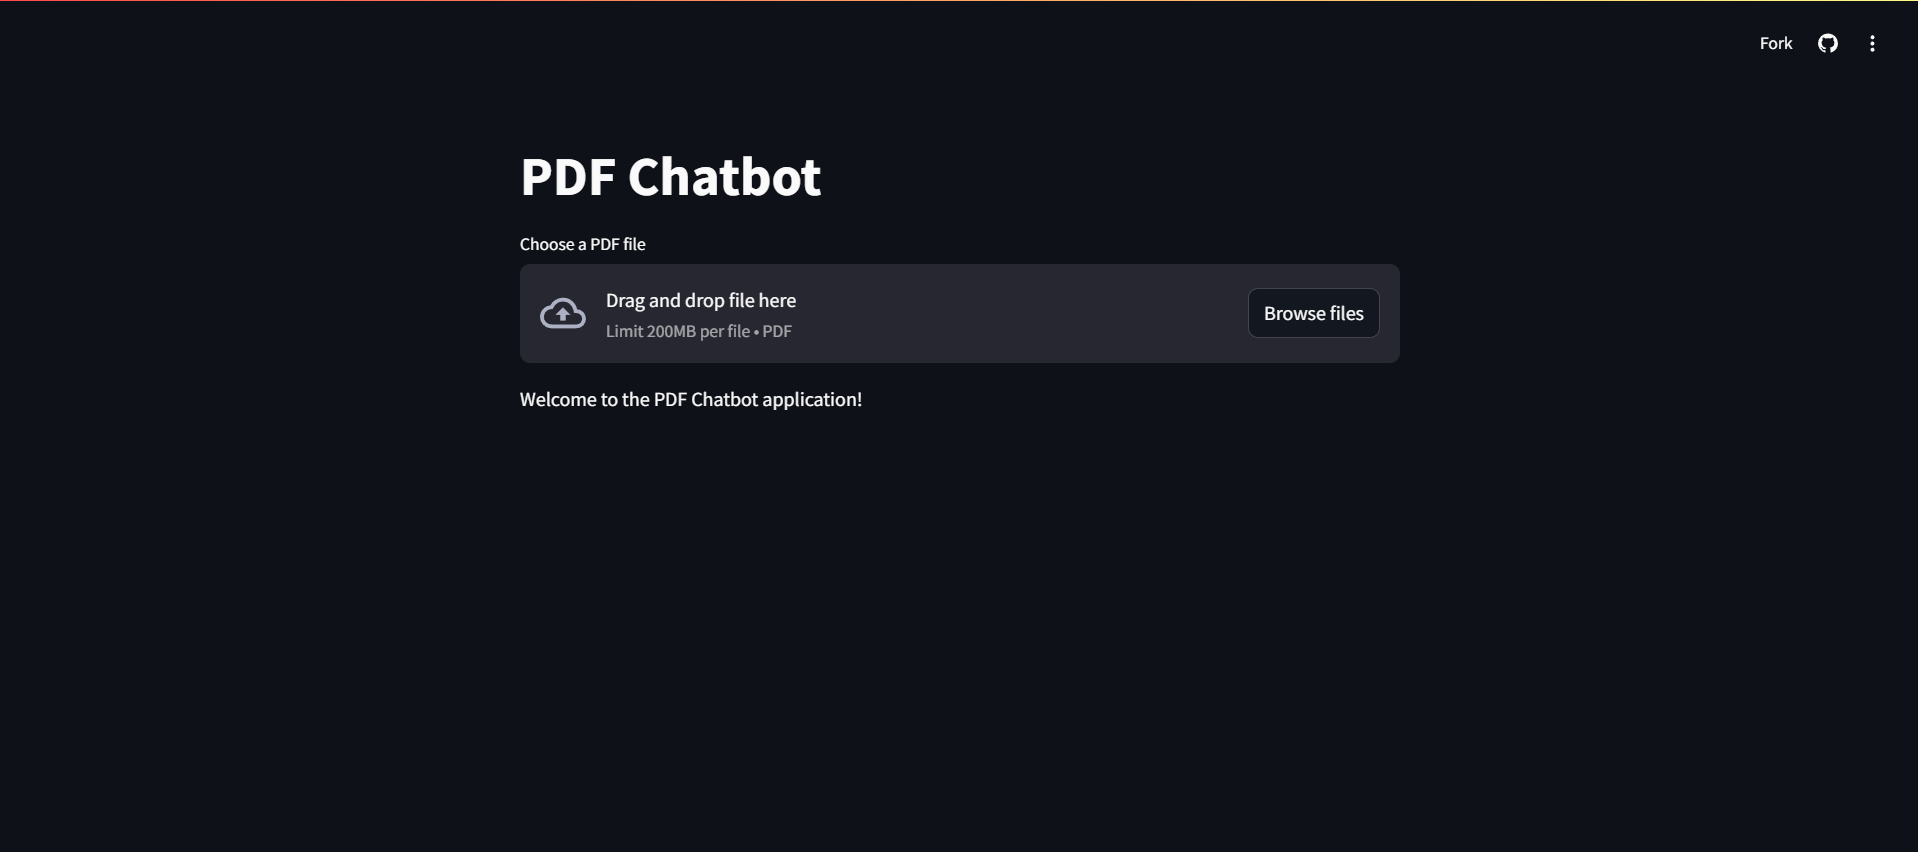 Fork
PDF Chatbot
Choose a PDF file
Drag and drop file here
Limit 200MB per file • PDF
Browse files
Welcome to the PDF Chatbot application!